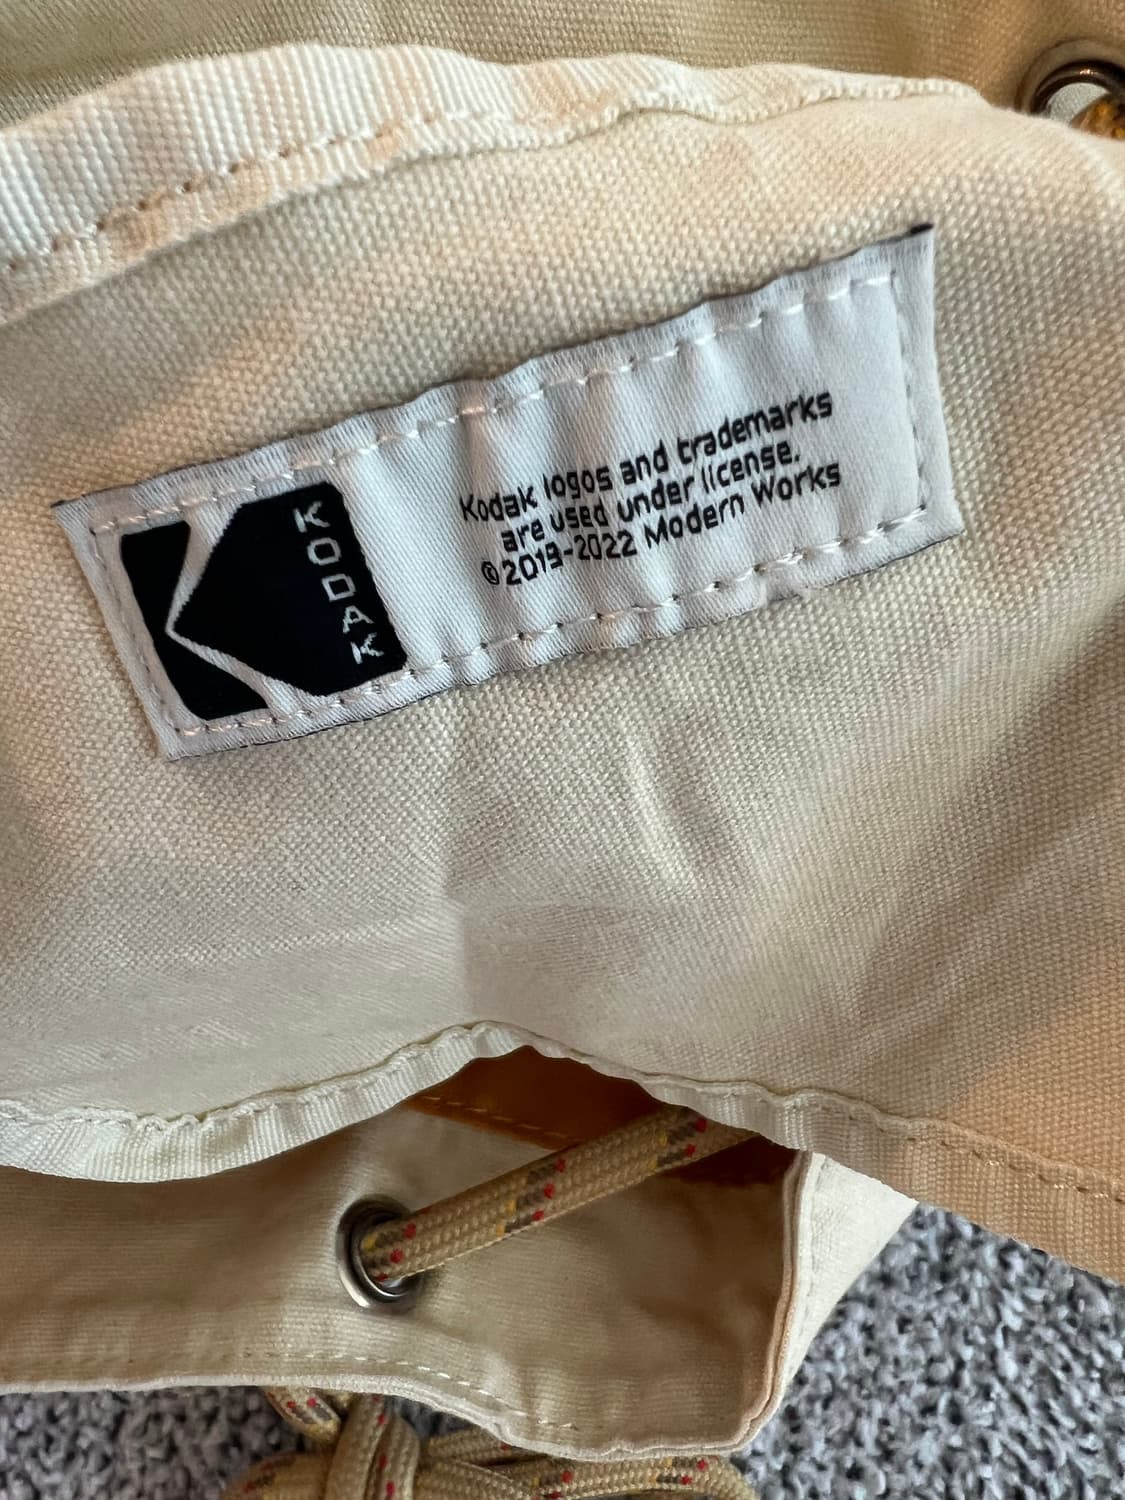 KODAK
Kodak logos and trademarks
are used under license.
© 2019-2022 Modern Works